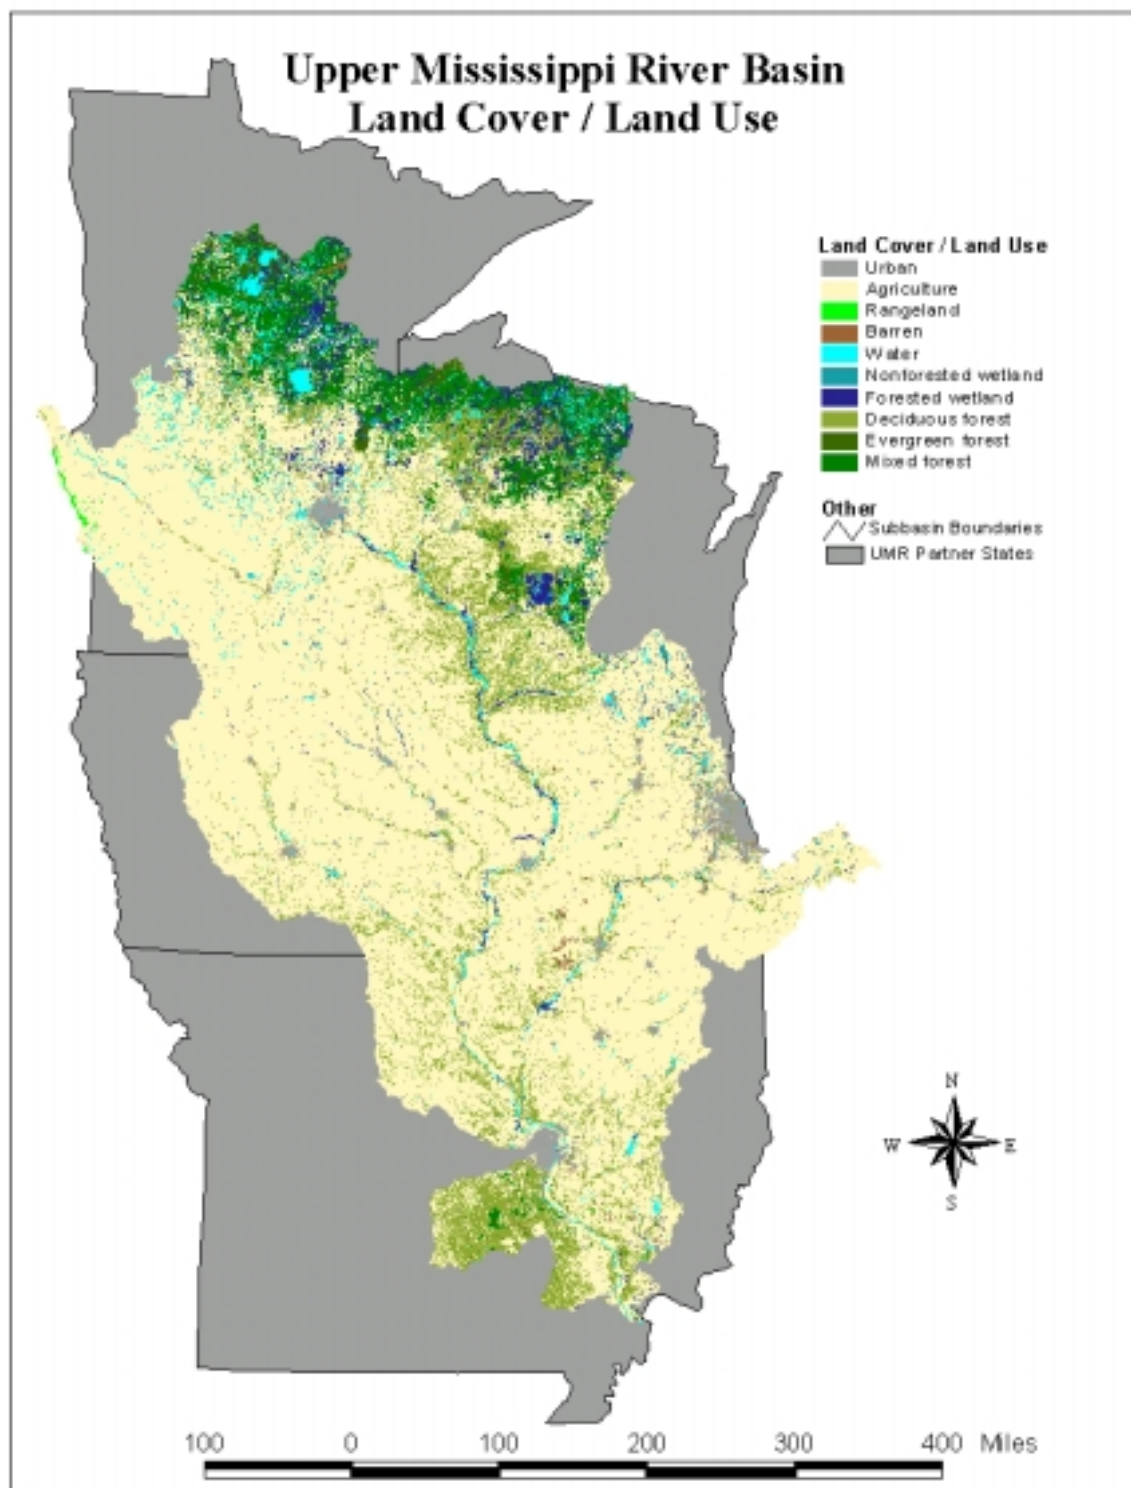 Upper Mississippi River Basin
Land Cover / Land Use
Land Cover / Land Use
Urban
Agriculture
Rangeland
Barren
Water
Nonforested wetland
Forested wetland
Deciduous forest
Evergreen forest
Mixed forest
Other
Subbasin Boundaries
UMR Partner States
N
W E
S
100 0 100 200 300 400 Miles